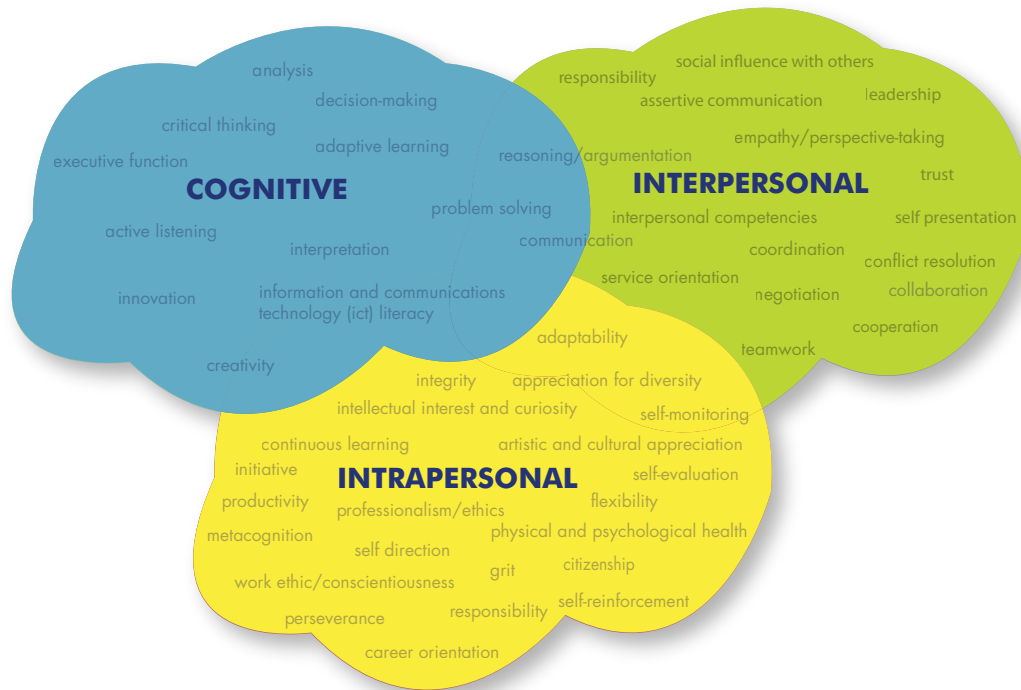 analysis
decision-making
critical thinking
adaptive learning
executive function
COGNITIVE
problem solving
active listening
interpretation
communication
innovation
information and communications
technology (ict) literacy
creativity
responsibility
social influence with others
assertive communication
leadership
empathy/perspective-taking
reasoning/argumentation
trust
INTERPERSONAL
interpersonal competencies
self presentation
coordination
conflict resolution
service orientation
negotiation
collaboration
cooperation
teamwork
adaptability
integrity
appreciation for diversity
intellectual interest and curiosity
self-monitoring
continuous learning
artistic and cultural appreciation
initiative
INTRAPERSONAL
self-evaluation
productivity
professionalism/ethics
flexibility
metacognition
physical and psychological health
self direction
grit
citizenship
work ethic/conscientiousness
self-reinforcement
perseverance
responsibility
career orientation